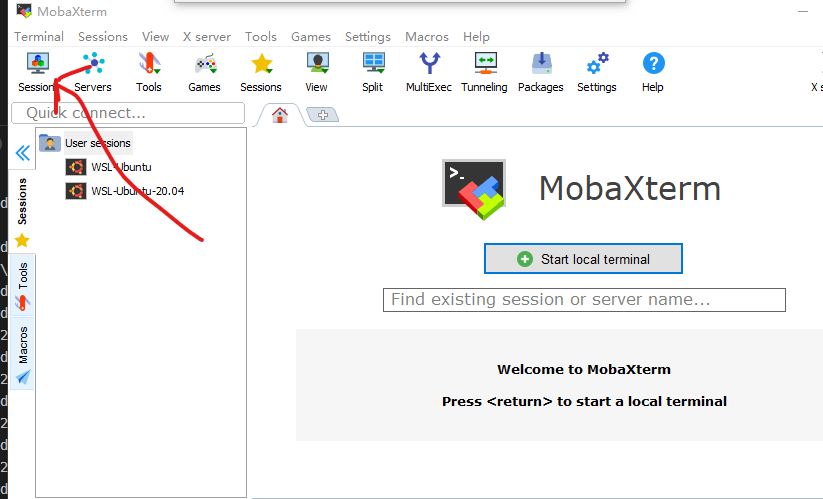 MobaXterm
Terminal Sessions View X server Tools Games Settings Macros Help
Session Servers Tools Games Sessions View Split MultiExec Tunneling Packages Settings Help X s
Quick connect...
User sessions
WSL-Ubuntu
WSL-Ubuntu-20.04
Sessions
Tools
Macros
MobaXterm
Start local terminal
Find existing session or server name...
Welcome to MobaXterm
Press <return> to start a local terminal